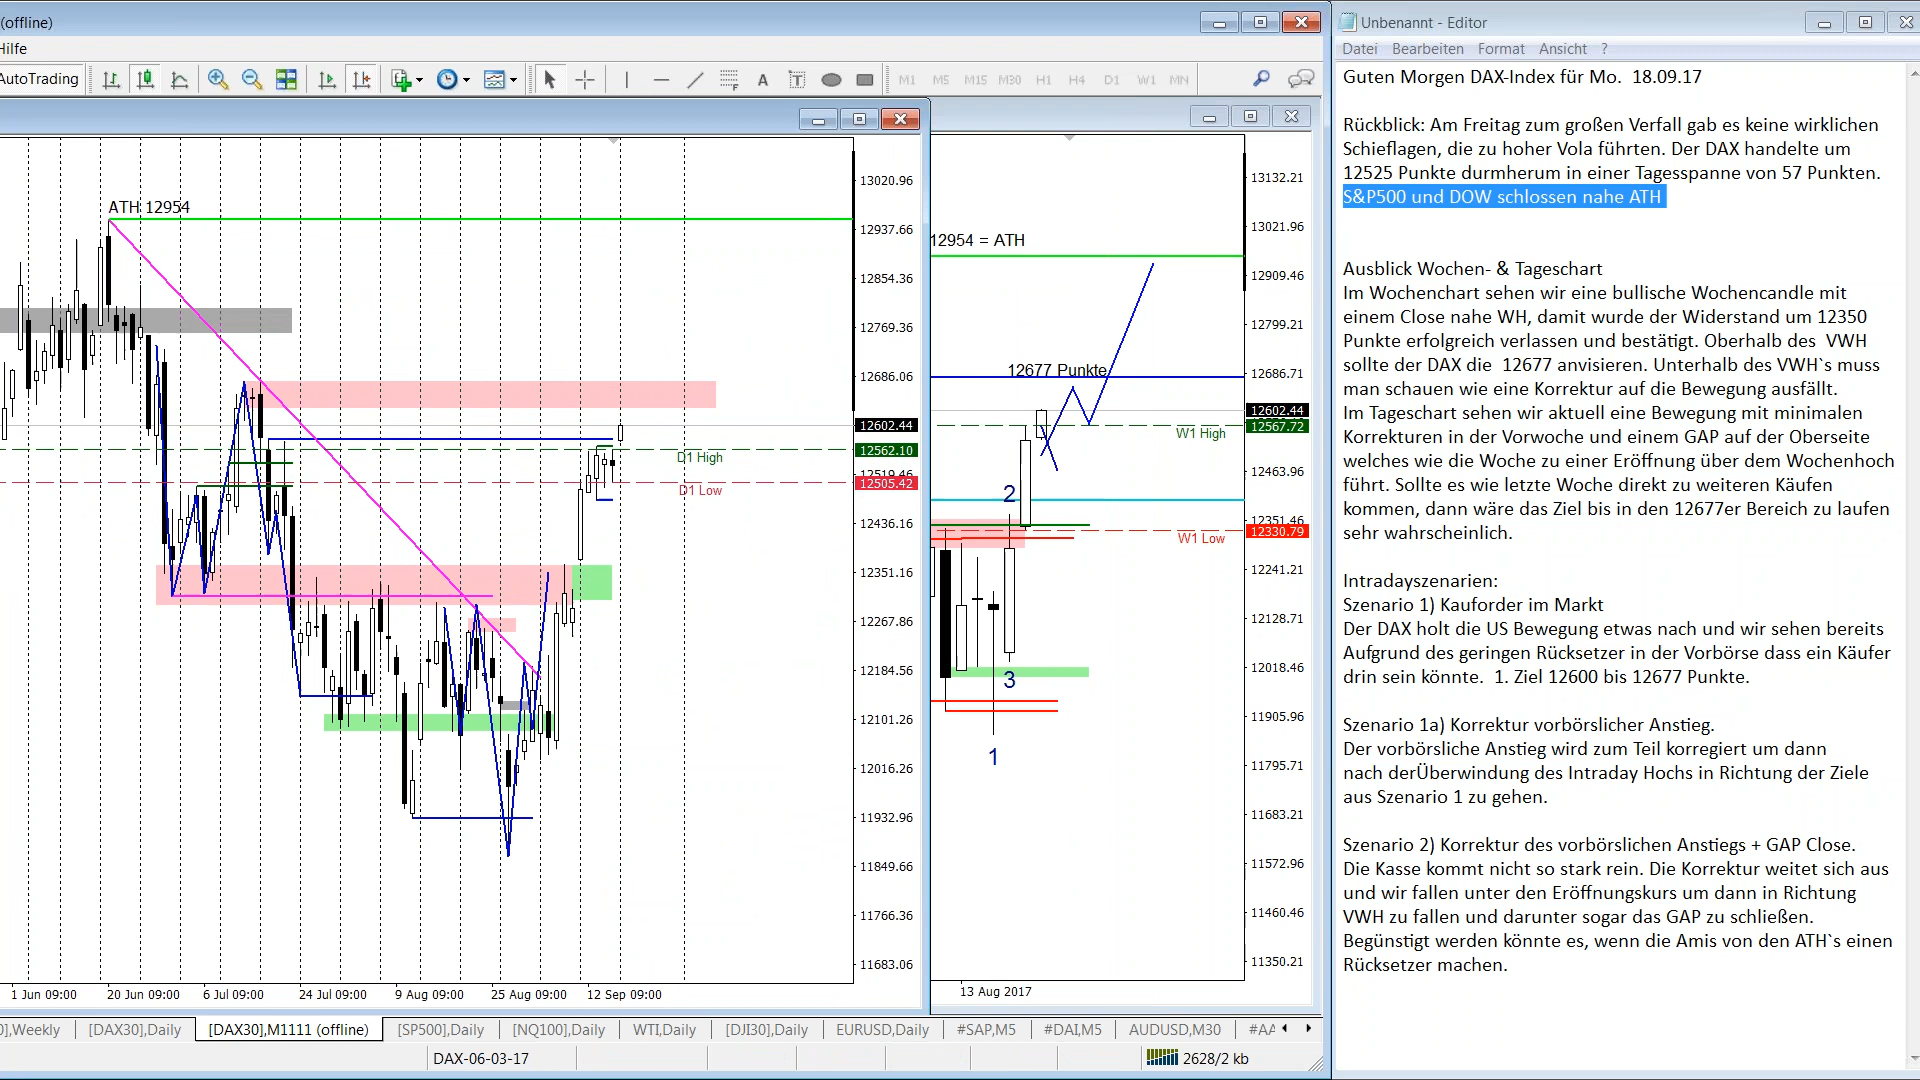 (offline)
Hilfe
AutoTrading
M1 M5 M15 M30 H1 H4 D1 W1 MN
ATH 12954
D1 High
D1 Low
13020.96
12937.66
12854.36
12769.36
12686.06
12602.44
12562.10
12519.46
12505.42
12436.16
12351.16
12267.86
12184.56
12101.26
12016.26
11932.96
11849.66
11766.36
11683.06
1 Jun 09:00 20 Jun 09:00 6 Jul 09:00 24 Jul 09:00 9 Aug 09:00 25 Aug 09:00 12 Sep 09:00
12954 = ATH
12677 Punkte
W1 High
2
W1 Low
3
1
13132.21
13021.96
12909.46
12799.21
12686.71
12602.44
12567.72
12463.96
12351.46
12330.79
12241.21
12128.71
12018.46
11905.96
11795.71
11683.21
11572.96
11460.46
11350.21
13 Aug 2017
],Weekly [DAX30],Daily [DAX30],M1111 (offline) [SP500],Daily [NQ100],Daily WTI,Daily [DJI30],Daily EURUSD,Daily #SAP,M5 #DAI,M5 AUDUSD,M30 #AA
DAX-06-03-17
2628/2 kb
Unbenannt - Editor
Datei Bearbeiten Format Ansicht ?
Guten Morgen DAX-Index für Mo.  18.09.17
Rückblick: Am Freitag zum großen Verfall gab es keine wirklichen
Schieflagen, die zu hoher Vola führten. Der DAX handelte um
12525 Punkte durmherum in einer Tagesspanne von 57 Punkten.
S&P500 und DOW schlossen nahe ATH
Ausblick Wochen- & Tageschart
Im Wochenchart sehen wir eine bullische Wochencandle mit
einem Close nahe WH, damit wurde der Widerstand um 12350
Punkte erfolgreich verlassen und bestätigt. Oberhalb des  VWH
sollte der DAX die  12677 anvisieren. Unterhalb des VWH`s muss
man schauen wie eine Korrektur auf die Bewegung ausfällt.
Im Tageschart sehen wir aktuell eine Bewegung mit minimalen
Korrekturen in der Vorwoche und einem GAP auf der Oberseite
welches wie die Woche zu einer Eröffnung über dem Wochenhoch
führt. Sollte es wie letzte Woche direkt zu weiteren Käufen
kommen, dann wäre das Ziel bis in den 12677er Bereich zu laufen
sehr wahrscheinlich.
Intradayszenarien:
Szenario 1) Kauforder im Markt
Der DAX holt die US Bewegung etwas nach und wir sehen bereits
Aufgrund des geringen Rücksetzer in der Vorbörse dass ein Käufer
drin sein könnte.  1. Ziel 12600 bis 12677 Punkte.
Szenario 1a) Korrektur vorbörslicher Anstieg.
Der vorbörsliche Anstieg wird zum Teil korregiert um dann
nach derÜberwindung des Intraday Hochs in Richtung der Ziele
aus Szenario 1 zu gehen.
Szenario 2) Korrektur des vorbörslichen Anstiegs + GAP Close.
Die Kasse kommt nicht so stark rein. Die Korrektur weitet sich aus
und wir fallen unter den Eröffnungskurs um dann in Richtung
VWH zu fallen und darunter sogar das GAP zu schließen.
Begünstigt werden könnte es, wenn die Amis von den ATH`s einen
Rücksetzer machen.